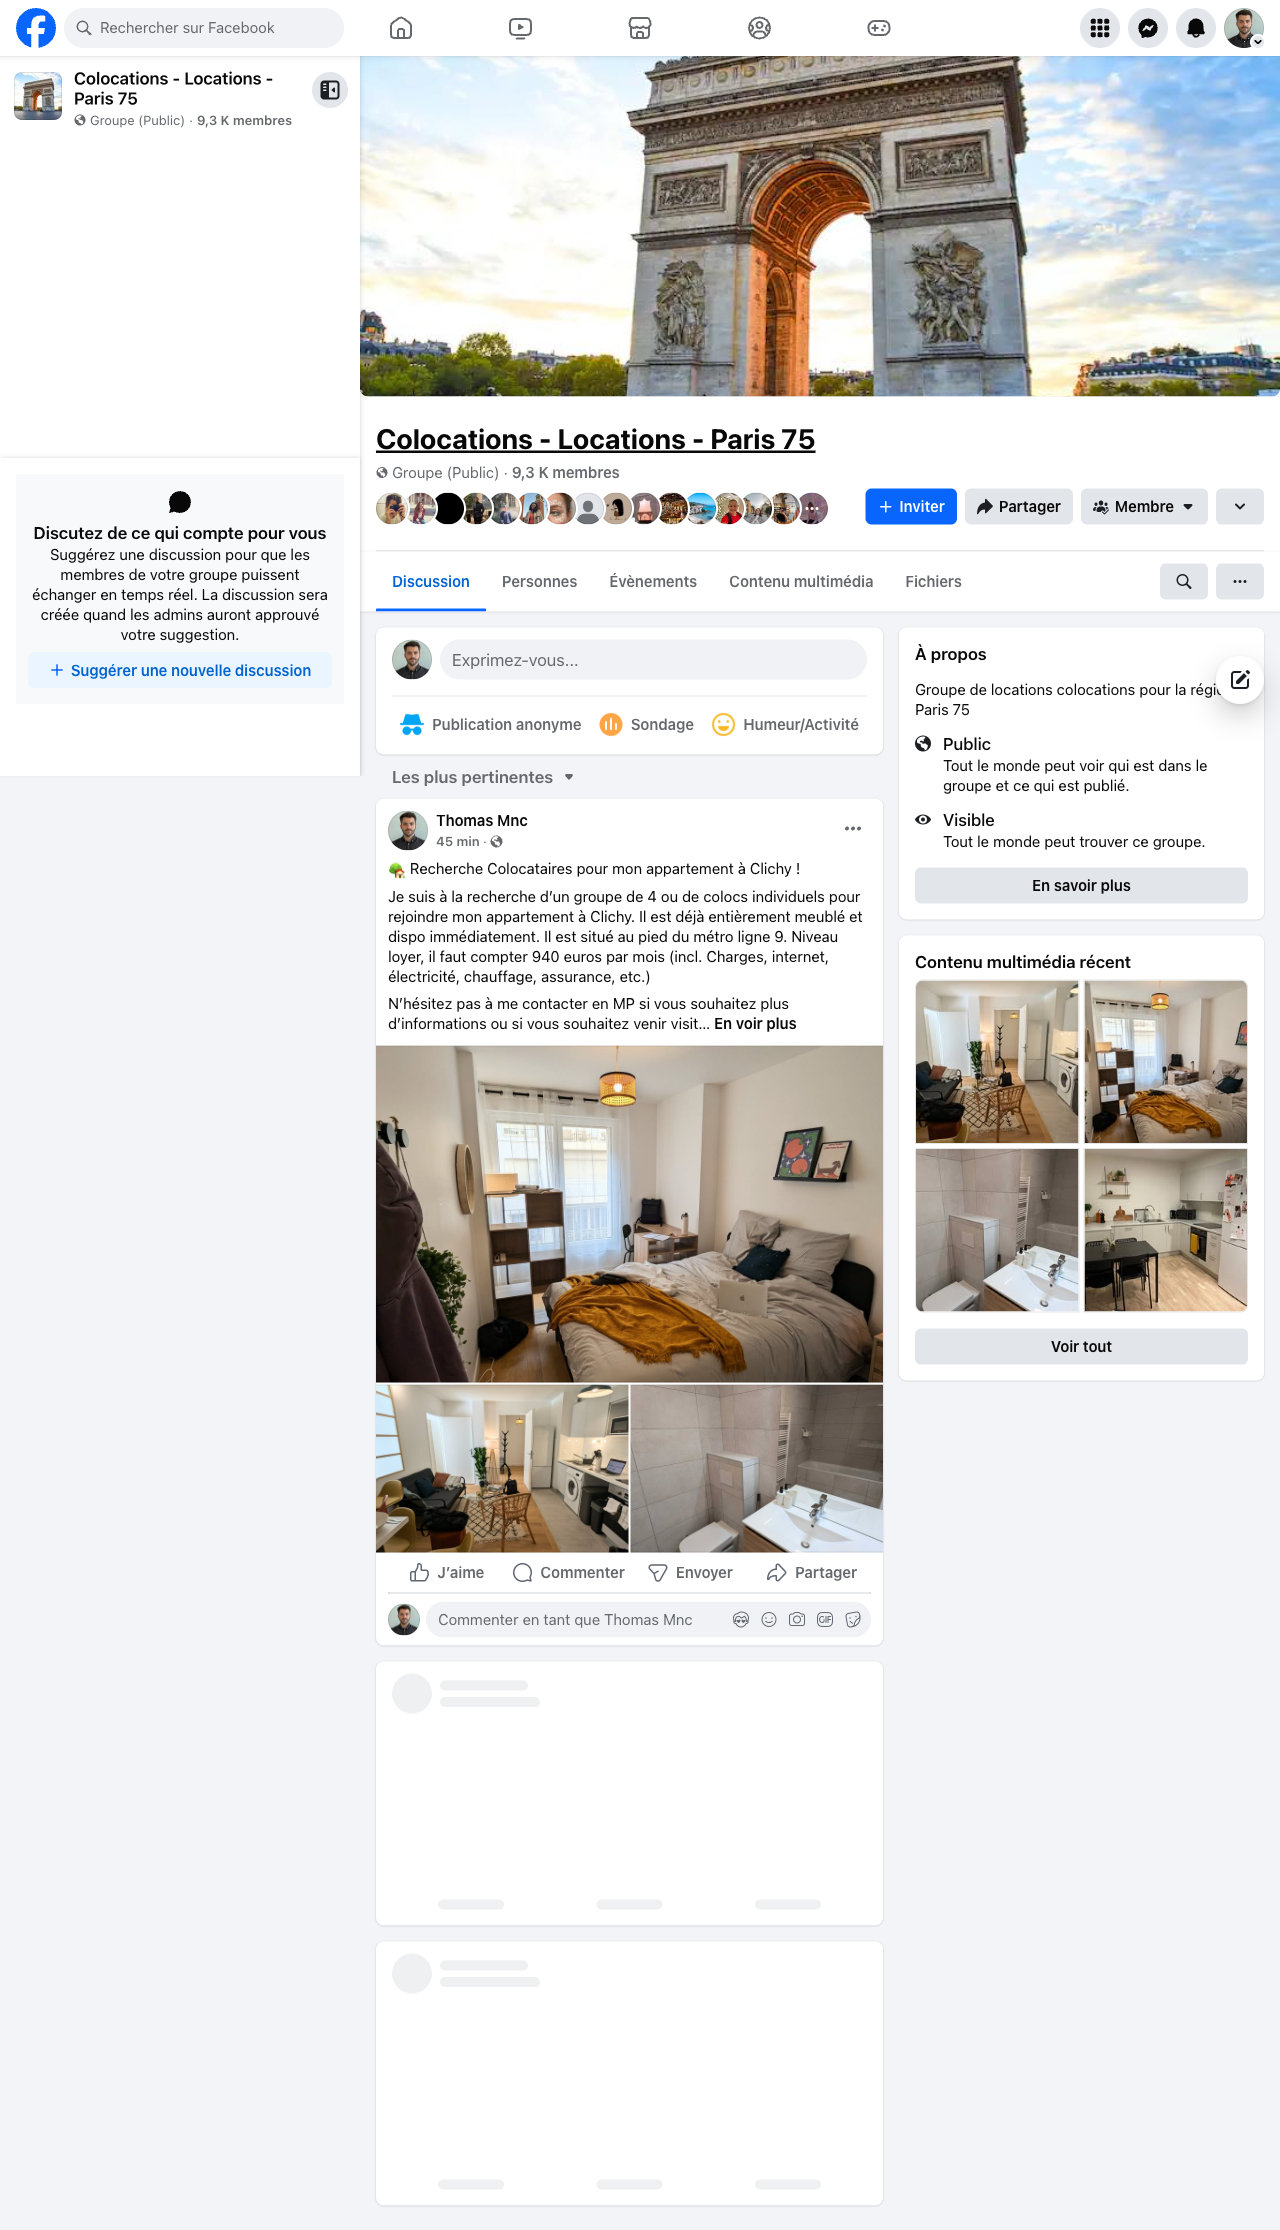 Rechercher sur Facebook
Colocations - Locations -
Paris 75
Groupe (Public) · 9,3 K membres
Discutez de ce qui compte pour vous
Suggérez une discussion pour que les
membres de votre groupe puissent
échanger en temps réel. La discussion sera
créée quand les admins auront approuvé
votre suggestion.
Suggérer une nouvelle discussion
Colocations - Locations - Paris 75
Groupe (Public) · 9,3 K membres
Inviter
Partager
Membre
Discussion
Personnes
Évènements
Contenu multimédia
Fichiers
Exprimez-vous...
Publication anonyme
Sondage
Humeur/Activité
Les plus pertinentes
Thomas Mnc
45 min ·
Recherche Colocataires pour mon appartement à Clichy !
Je suis à la recherche d’un groupe de 4 ou de colocs individuels pour
rejoindre mon appartement à Clichy. Il est déjà entièrement meublé et
dispo immédiatement. Il est situé au pied du métro ligne 9. Niveau
loyer, il faut compter 940 euros par mois (incl. Charges, internet,
électricité, chauffage, assurance, etc.)
N’hésitez pas à me contacter en MP si vous souhaitez plus
d’informations ou si vous souhaitez venir visit... En voir plus
J’aime
Commenter
Envoyer
Partager
Commenter en tant que Thomas Mnc
GIF
À propos
Groupe de locations colocations pour la
Paris 75
Public
Tout le monde peut voir qui est dans le
groupe et ce qui est publié.
Visible
Tout le monde peut trouver ce groupe.
En savoir plus
Contenu multimédia récent
Voir tout